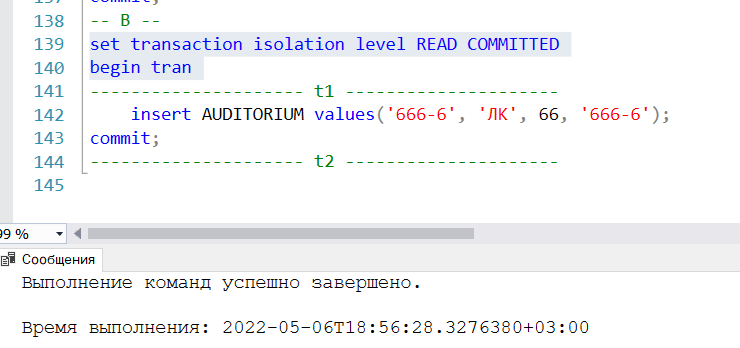 137 commit;
138 -- B --
139 set transaction isolation level READ COMMITTED
140 begin tran
141 --------------------- t1 ---------------------
142 insert AUDITORIUM values('666-6', 'ЛК', 66, '666-6');
143 commit;
144 --------------------- t2 ---------------------
145
99 %
Сообщения
Выполнение команд успешно завершено.
Время выполнения: 2022-05-06T18:56:28.3276380+03:00